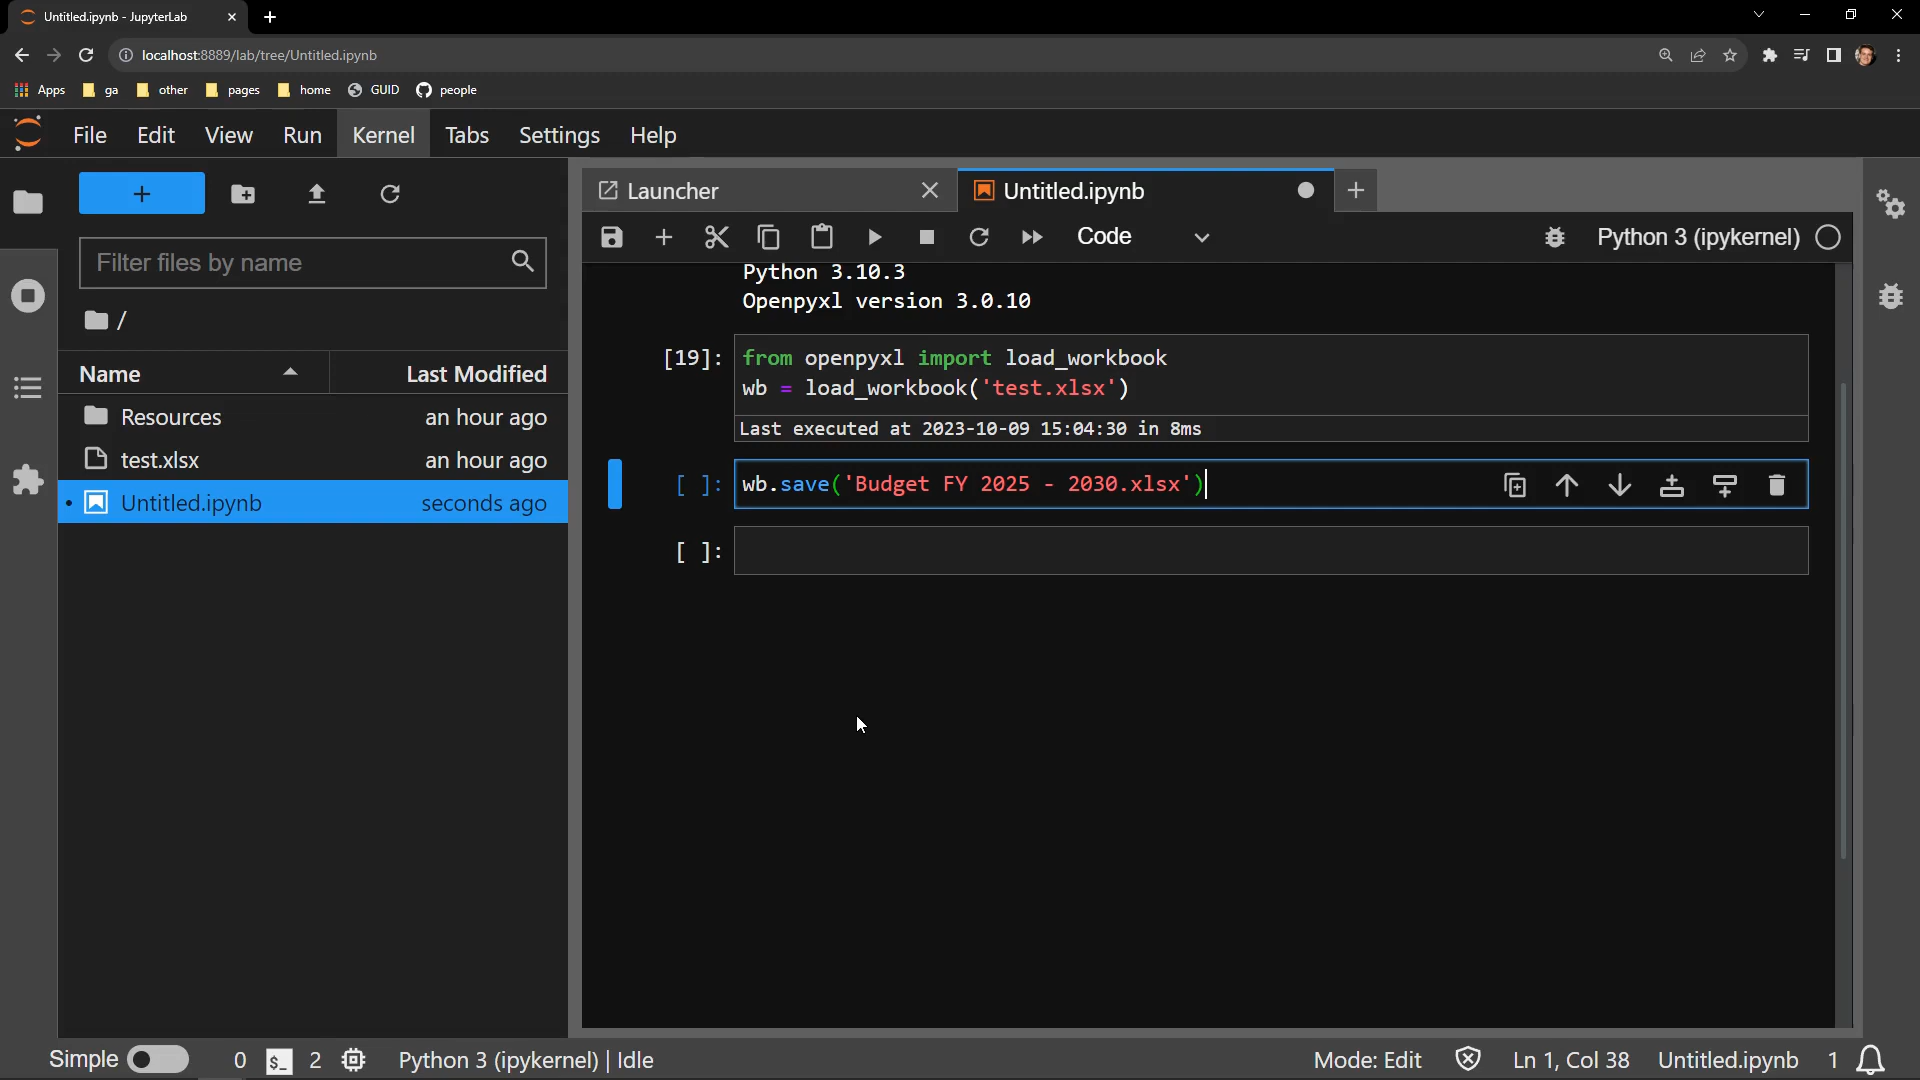 Untitled.ipynb - JupyterLab
localhost:8889/lab/tree/Untitled.ipynb
Apps ga other pages home GUID people
File Edit View Run Kernel Tabs Settings Help
Filter files by name
/
Name Last Modified
Resources an hour ago
test.xlsx an hour ago
Untitled.ipynb seconds ago
Launcher
Untitled.ipynb
Code
Python 3 (ipykernel)
Python 3.10.3
Openpyxl version 3.0.10
[19]: from openpyxl import load_workbook
wb = load_workbook('test.xlsx')
Last executed at 2023-10-09 15:04:30 in 8ms
[ ]: wb.save('Budget FY 2025 - 2030.xlsx')
[ ]:
Simple 0 $_ 2 Python 3 (ipykernel) | Idle Mode: Edit Ln 1, Col 38 Untitled.ipynb 1